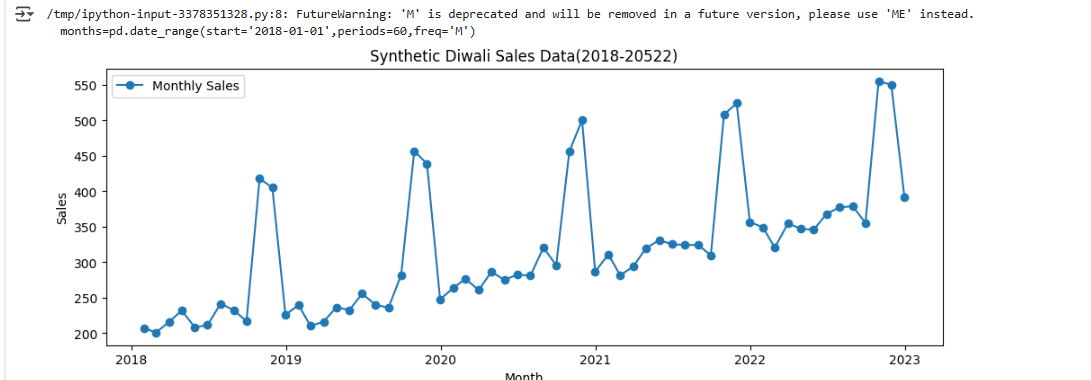 /tmp/ipython-input-3378351328.py:8: FutureWarning: 'M' is deprecated and will be removed in a future version, please use 'ME' instead.
months=pd.date_range(start='2018-01-01',periods=60,freq='M')
Synthetic Diwali Sales Data(2018-20522)
Monthly Sales
550
500
450
400
350
300
250
200
Sales
2018 2019 2020 2021 2022 2023
Month